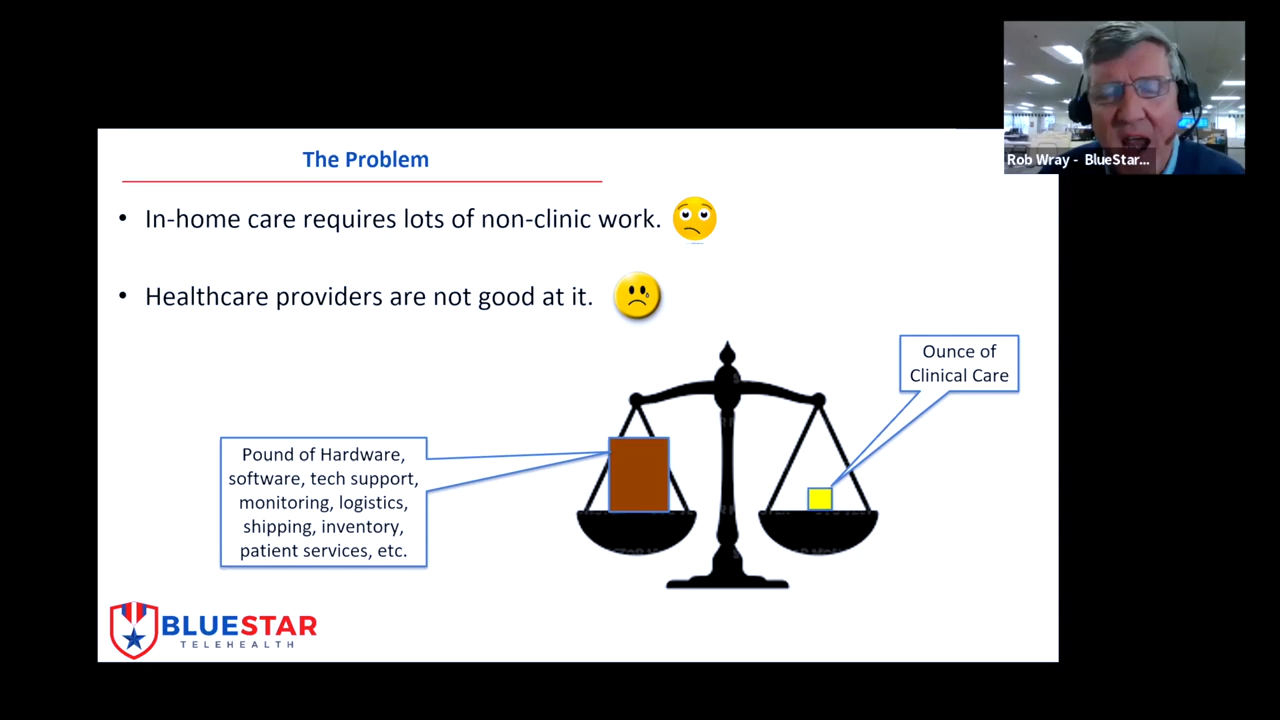 The Problem
• In-home care requires lots of non-clinic work.
• Healthcare providers are not good at it.
Ounce of
Clinical Care
Pound of Hardware,
software, tech support,
monitoring, logistics,
shipping, inventory,
patient services, etc.
BLUESTAR
TELEHEALTH
Rob Wray - BlueStar...